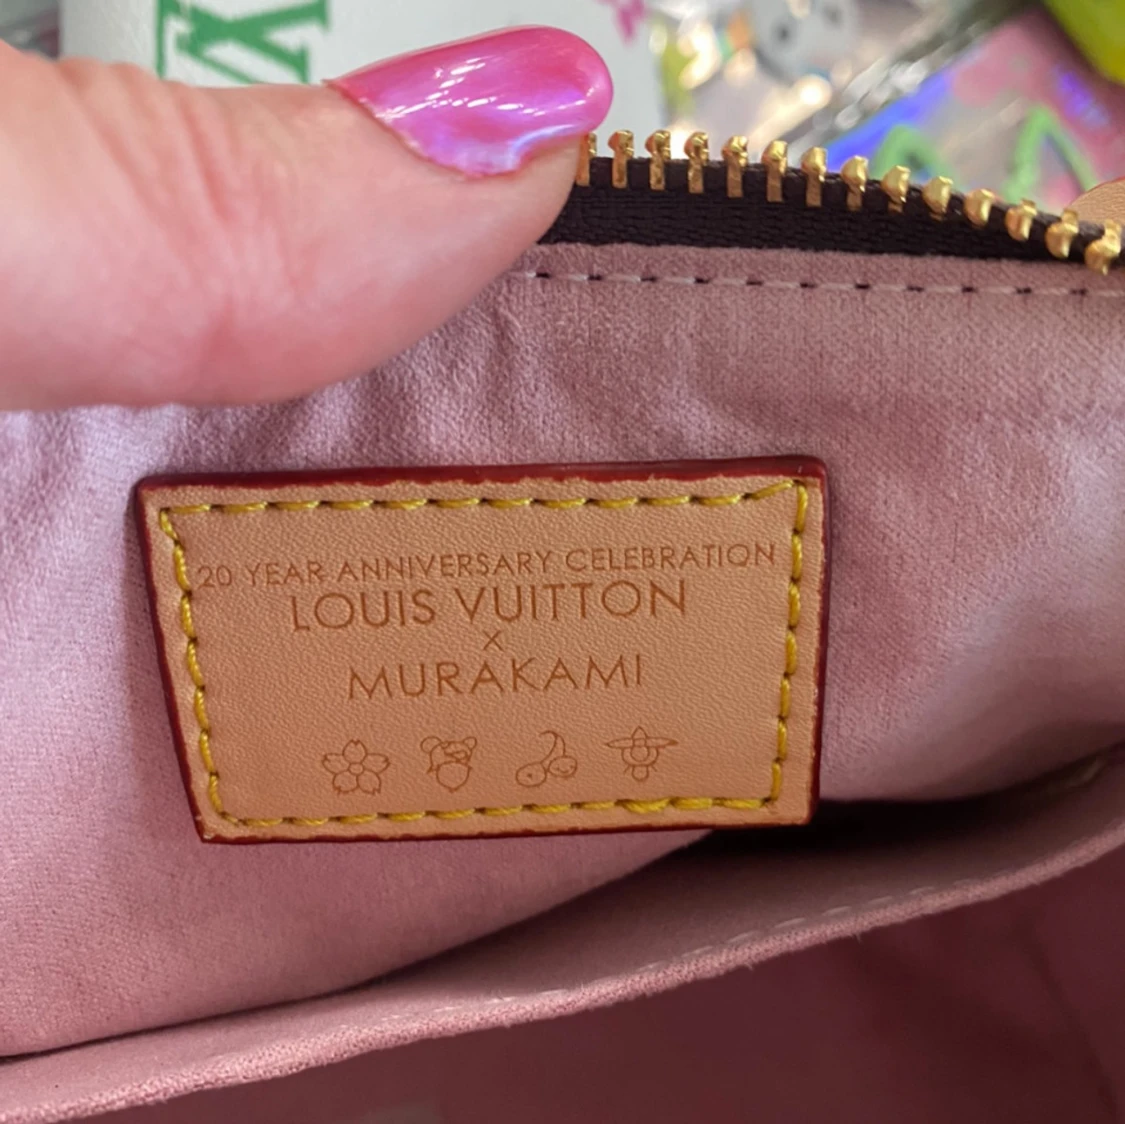 20 YEAR ANNIVERSARY CELEBRATION
LOUIS VUITTON
X
MURAKAMI